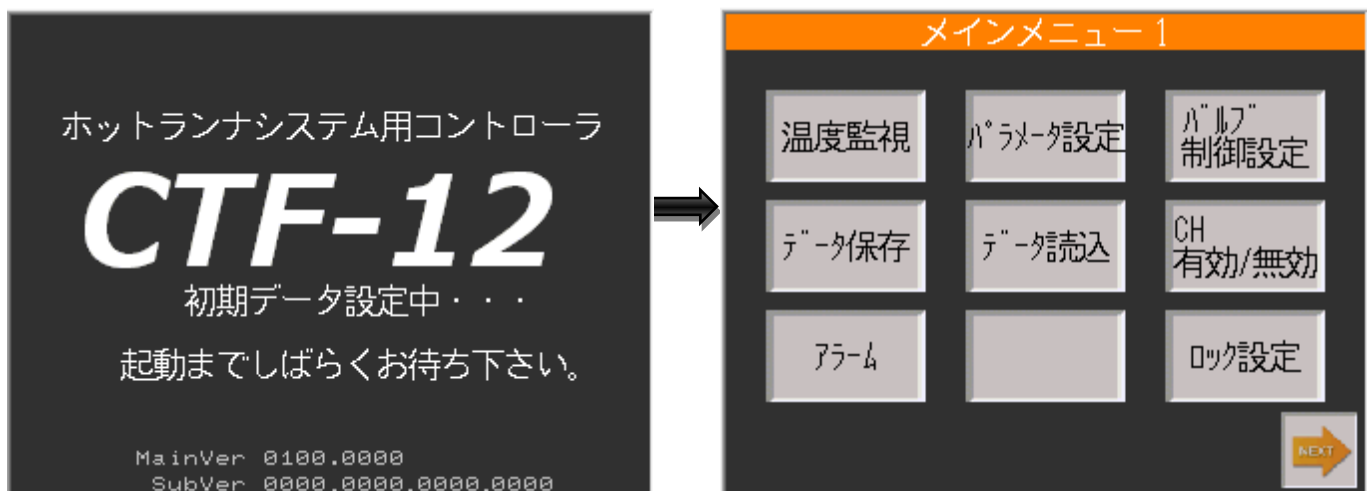 ホットランナシステム用コントローラ
CTF-12
初期データ設定中・・・
起動までしばらくお待ち下さい。
MainVer 0100.0000
SubVer 0000.0000.0000.0000
メインメニュー1
温度監視
ﾊﾟﾗﾒｰﾀ設定
ﾊﾞﾙﾌﾞ
制御設定
ﾃﾞｰﾀ保存
ﾃﾞｰﾀ読込
CH
有効/無効
ｱﾗｰﾑ
ﾛｯｸ設定
NEXT